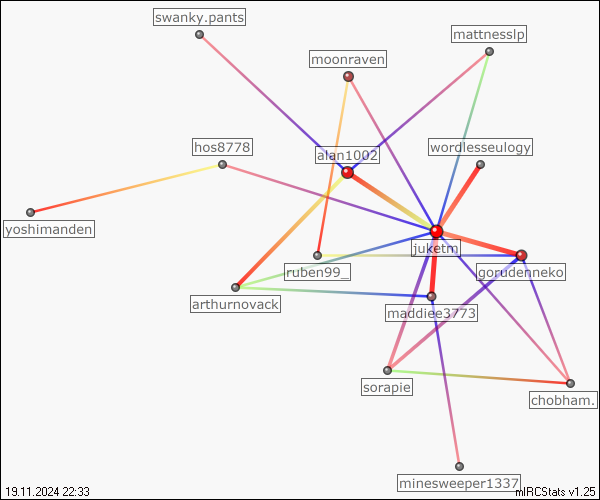 swanky.pants
mattnesslp
moonraven
hos8778
wordlesseulogy
alan1002
yoshimanden
juketn
ruben99_
gorudenneko
arthurnovack
maddiee3773
sorapie
chobham.
minesweeper1337
19.11.2024 22:33
mIRCStats v1.25